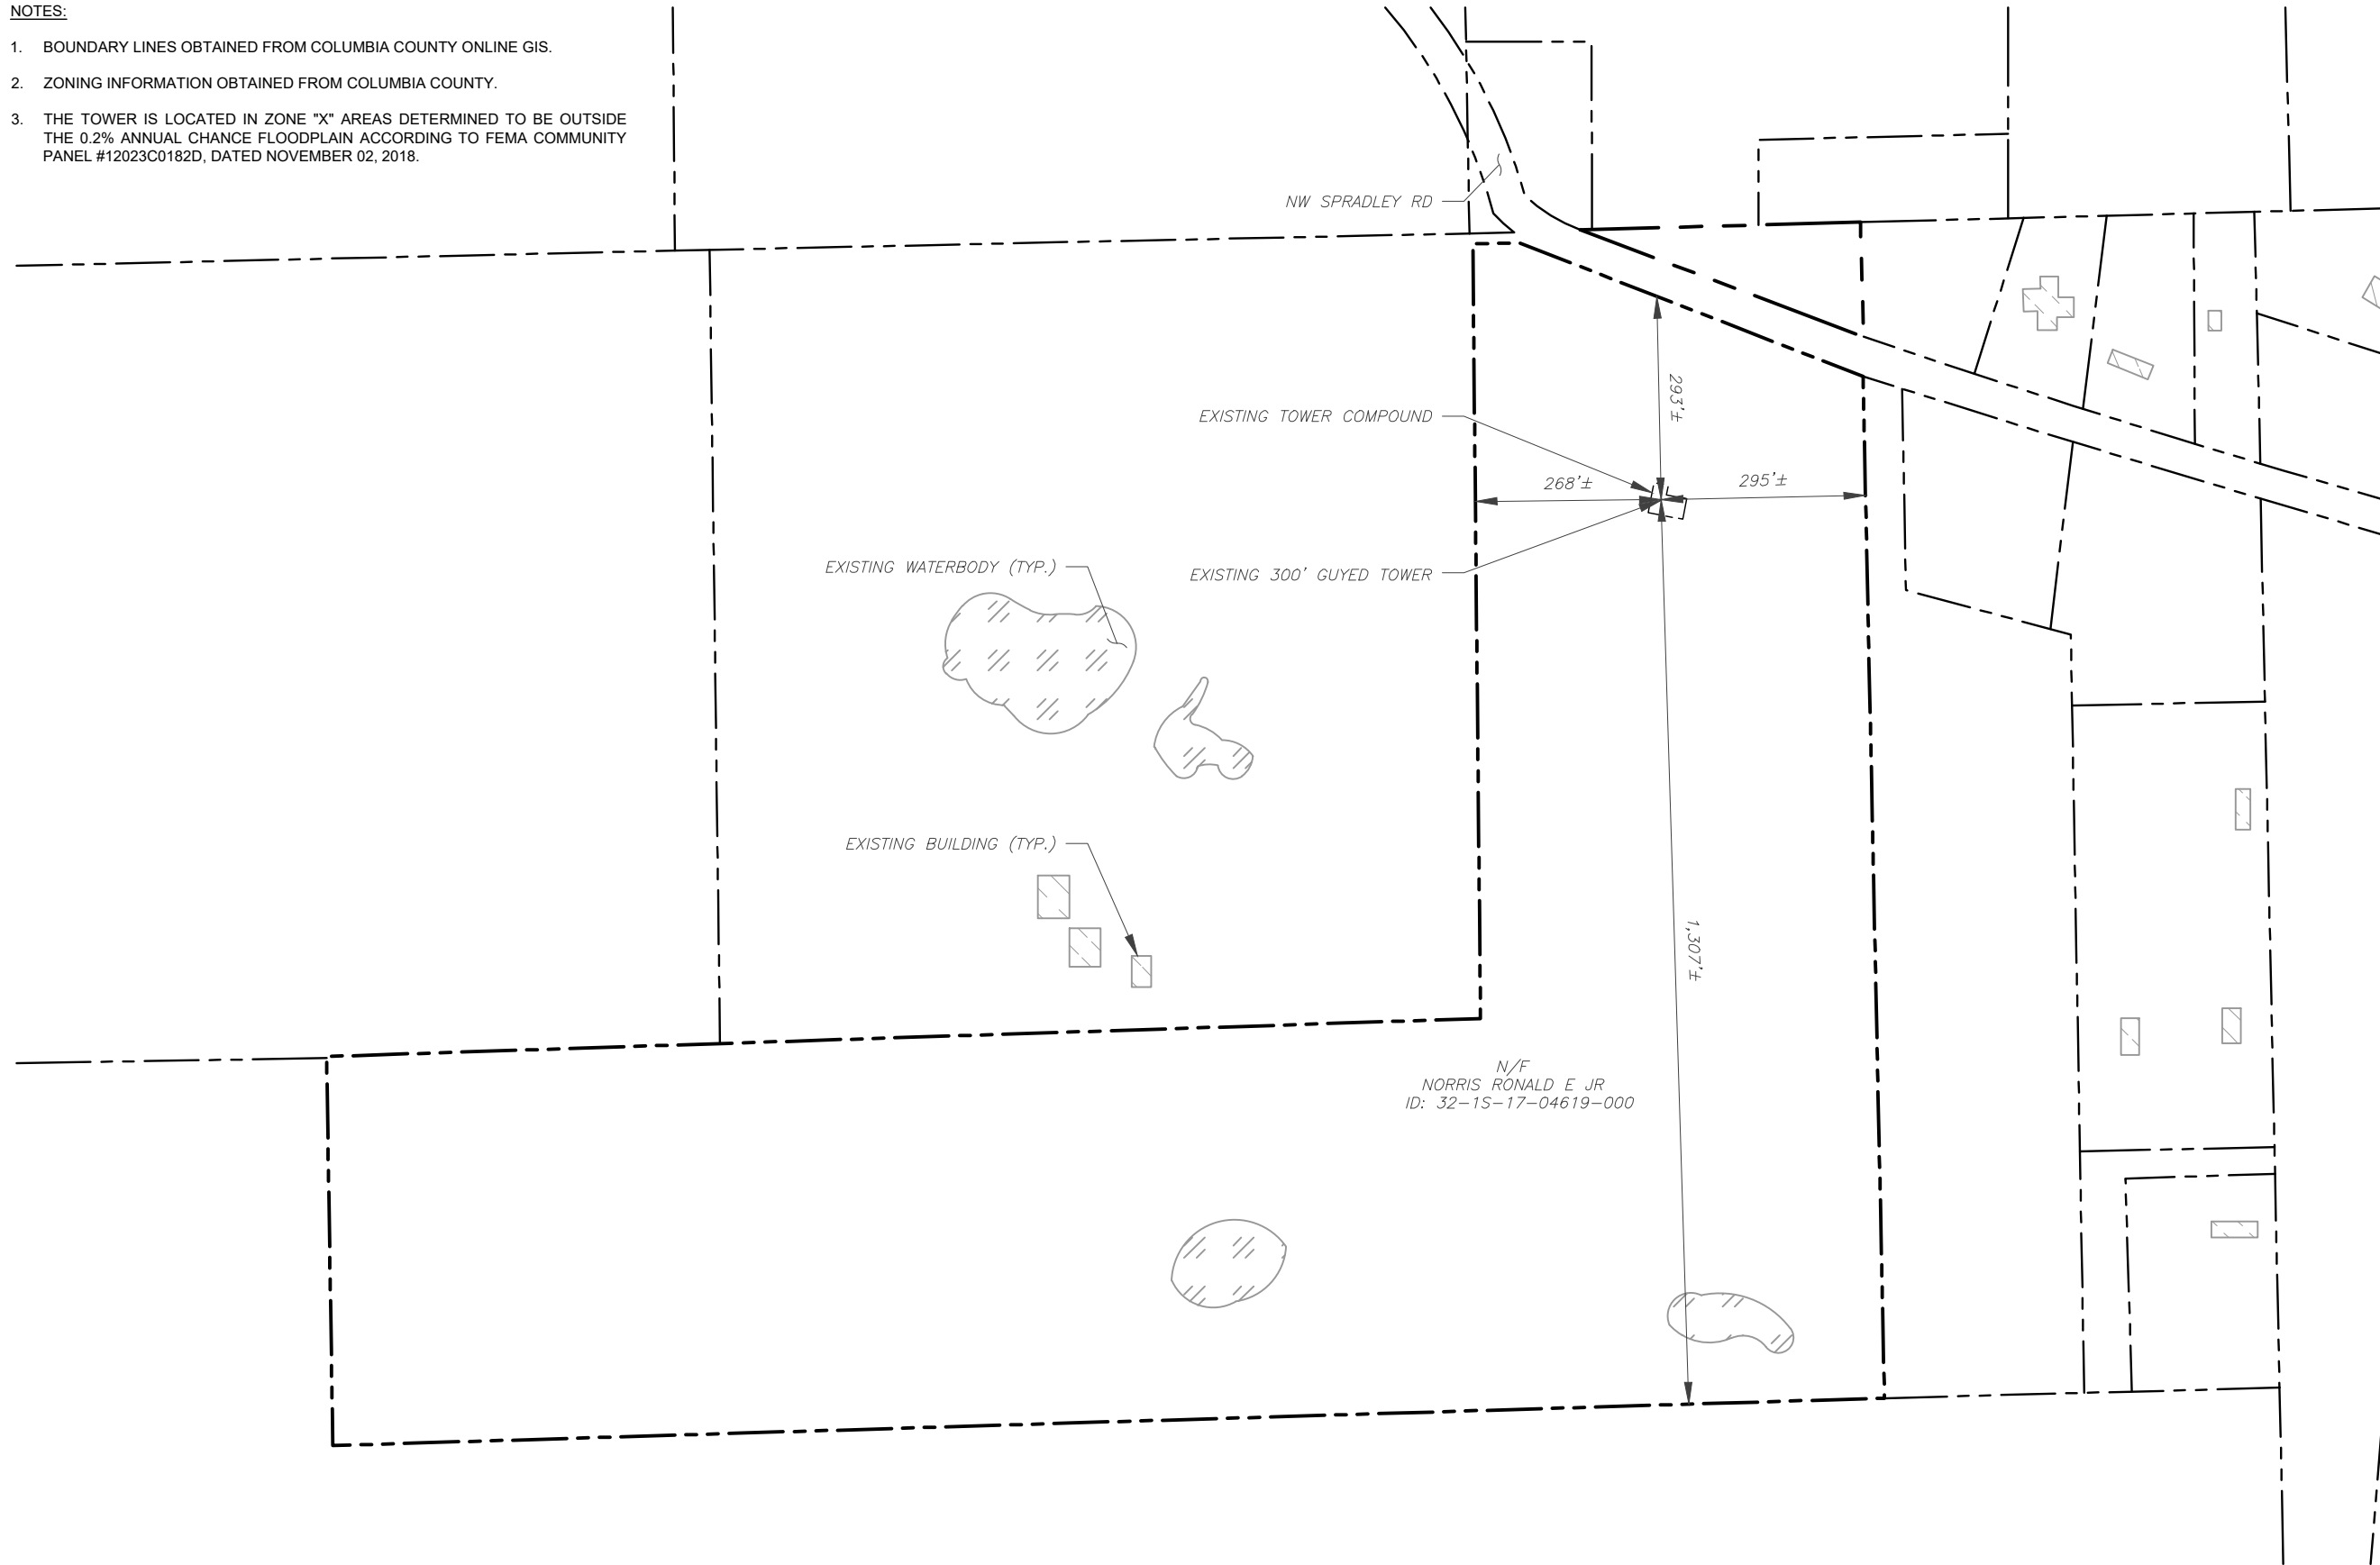 NOTES:
1. BOUNDARY LINES OBTAINED FROM COLUMBIA COUNTY ONLINE GIS.
2. ZONING INFORMATION OBTAINED FROM COLUMBIA COUNTY.
3. THE TOWER IS LOCATED IN ZONE "X" AREAS DETERMINED TO BE OUTSIDE
THE 0.2% ANNUAL CHANCE FLOODPLAIN ACCORDING TO FEMA COMMUNITY
PANEL #12023C0182D, DATED NOVEMBER 02, 2018.
NW SPRADLEY RD
293'±
EXISTING TOWER COMPOUND
268'±
295'±
EXISTING WATERBODY (TYP.)
EXISTING 300' GUYED TOWER
EXISTING BUILDING (TYP.)
1,307'±
N/F
NORRIS RONALD E JR
ID: 32-1S-17-04619-000